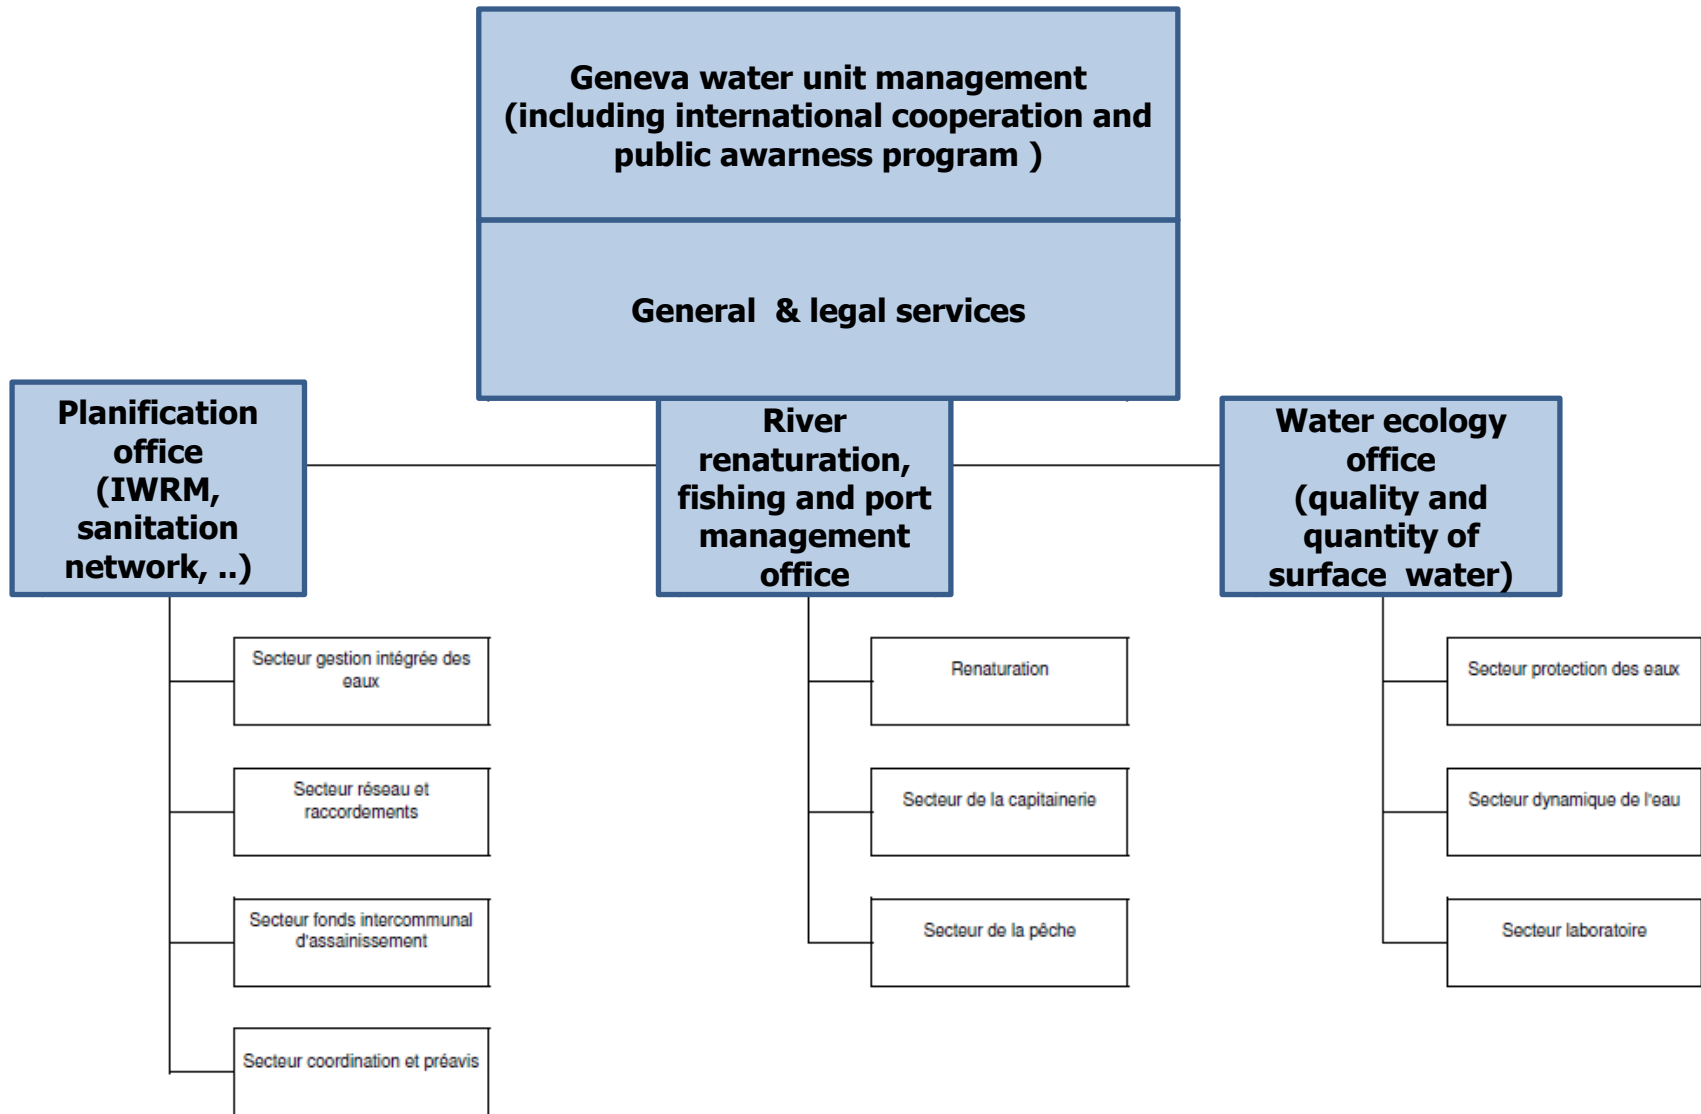 Geneva water unit management
(including international cooperation and
public awarness program )
General & legal services
Planification
office
(IWRM,
sanitation
network, ..)
River
renaturation,
fishing and port
management
office
Water ecology
office
(quality and
quantity of
surface water)
Secteur gestion intégrée des
eaux
Secteur réseau et
raccordements
Secteur fonds intercommunal
d'assainissement
Secteur coordination et préavis
Renaturation
Secteur de la capitainerie
Secteur de la pêche
Secteur protection des eaux
Secteur dynamique de l'eau
Secteur laboratoire